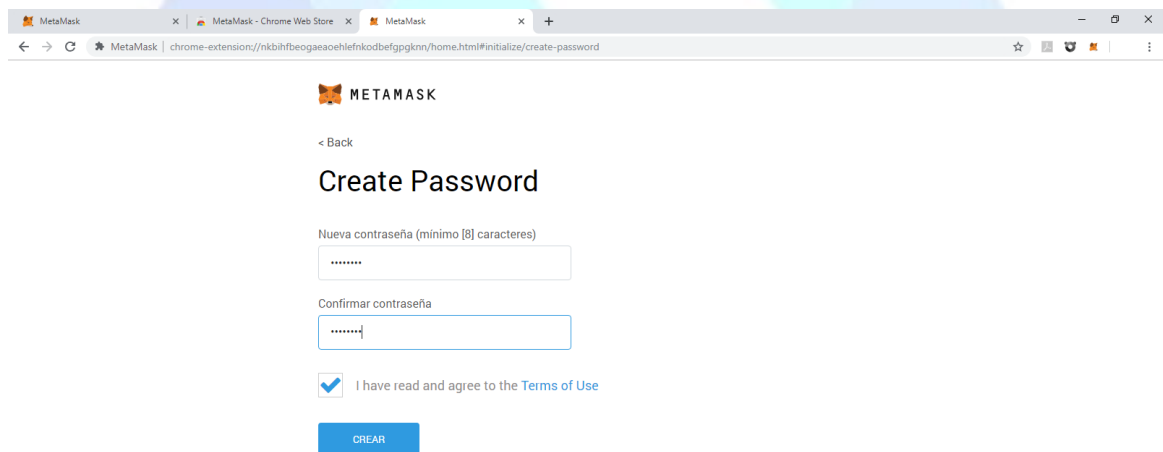 MetaMask
MetaMask - Chrome Web Store
MetaMask
MetaMask | chrome-extension://nkbihfbeogaeaoehlefnkodbefgpgknn/home.html#initialize/create-password
METAMASK
< Back
Create Password
Nueva contraseña (mínimo [8] caracteres)
••••••••
Confirmar contraseña
••••••••
I have read and agree to the Terms of Use
CREAR